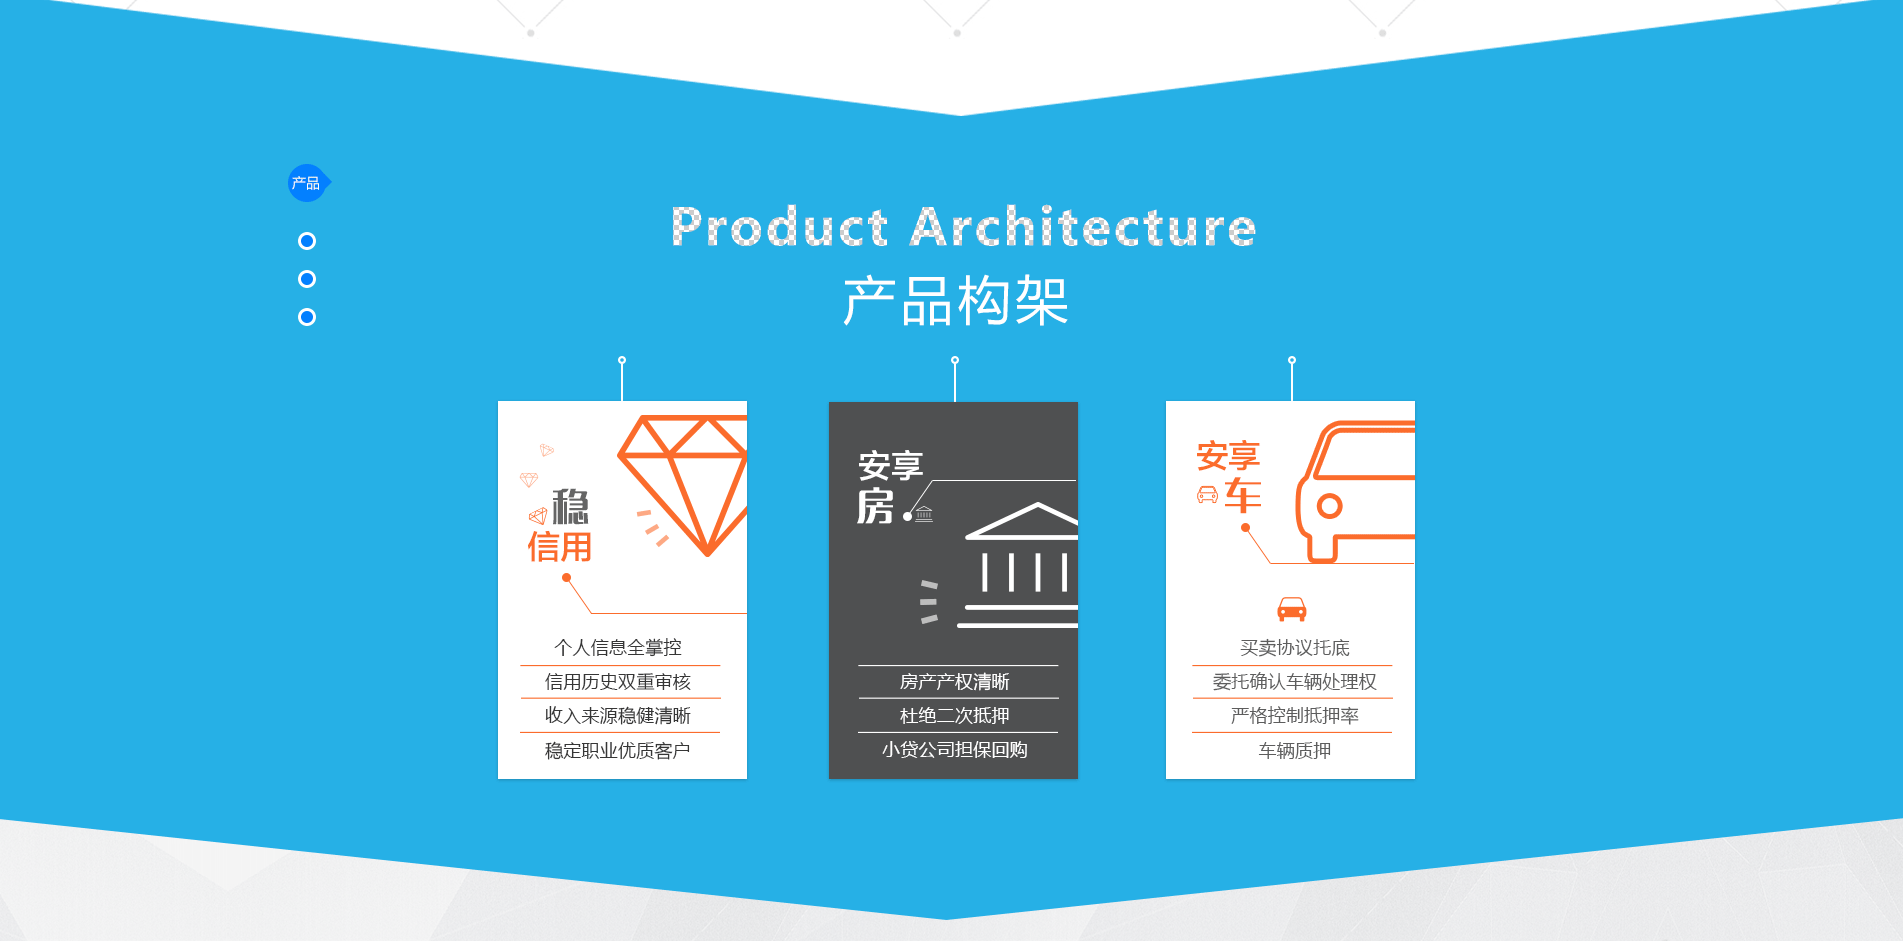 产品
Product Architecture
产品构架
稳
信用
个人信息全掌控
信用历史双重审核
收入来源稳健清晰
稳定职业优质客户
安享
房
房产产权清晰
杜绝二次抵押
小贷公司担保回购
安享
车
买卖协议托底
委托确认车辆处理权
严格控制抵押率
车辆质押